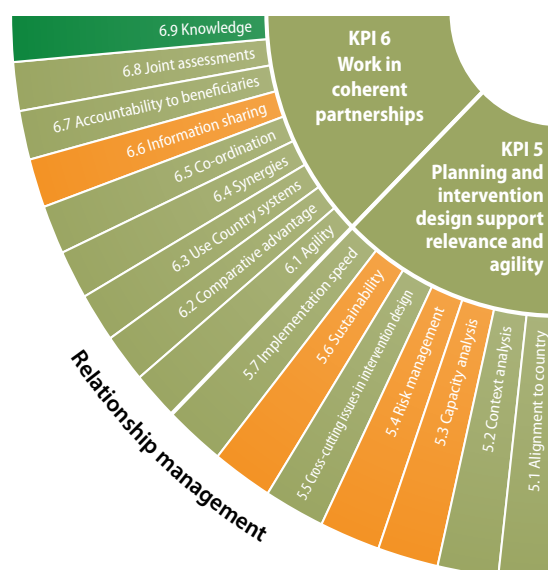 6.9 Knowledge
6.8 Joint assessments
6.7 Accountability to beneficiaries
6.6 Information sharing
6.5 Co-ordination
6.4 Synergies
6.3 Use Country systems
6.2 Comparative advantage
6.1 Agility
KPI 6
Work in
coherent
partnerships
KPI 5
Planning and
intervention
design support
relevance and
agility
5.7 Implementation speed
5.6 Sustainability
5.5 Cross-cutting issues in intervention design
5.4 Risk management
5.3 Capacity analysis
5.2 Context analysis
5.1 Alignment to country
Relationship management